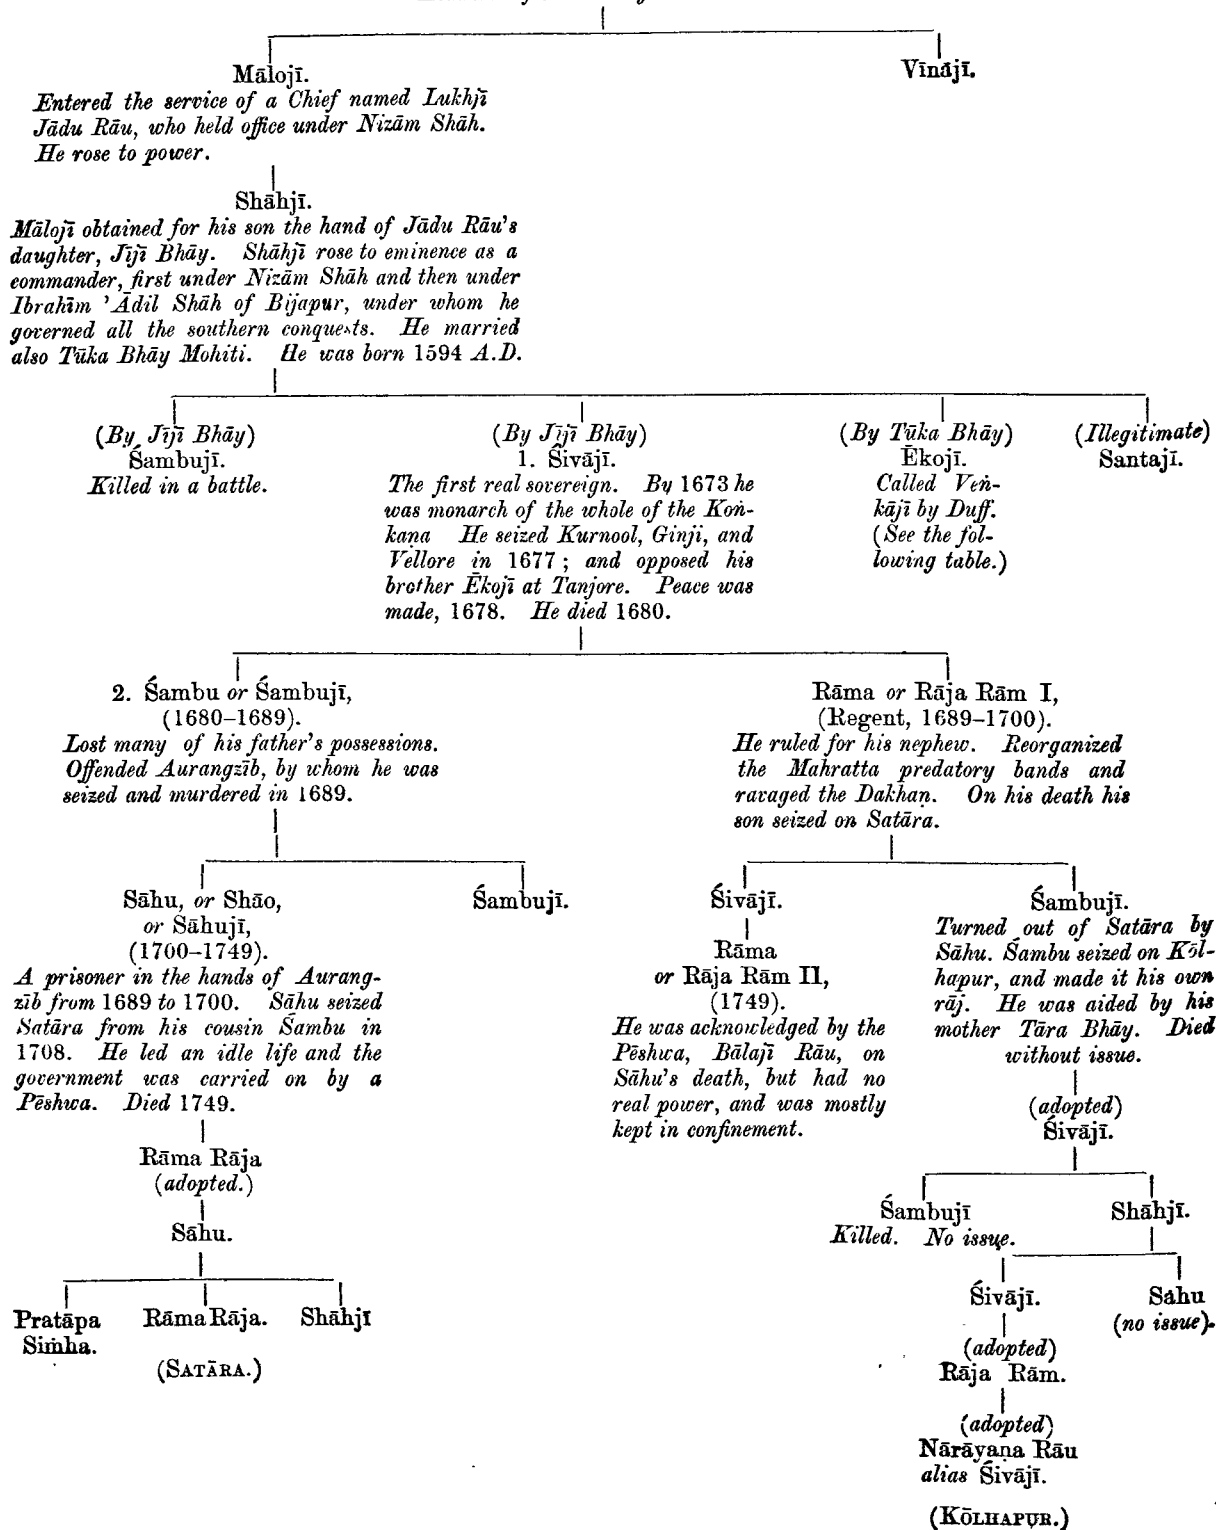 Mālojī.
Entered the service of a Chief named Lukhjī
Jādu Rāu, who held office under Nizām Shāh.
He rose to power.
Vīnājī.
Shāhjī.
Mālojī obtained for his son the hand of Jādu Rāu's
daughter, Jījī Bhāy. Shāhjī rose to eminence as a
commander, first under Nizām Shāh and then under
Ibrahīm 'Ādil Shāh of Bijapur, under whom he
governed all the southern conquests. He married
also Tūka Bhāy Mohiti. He was born 1594 A.D.
(By Jījī Bhāy)
Śambujī.
Killed in a battle.
(By Jījī Bhāy)
1. Śivājī.
The first real sovereign. By 1673 he
was monarch of the whole of the Koṅ-
kaṇa He seized Kurnool, Ginji, and
Vellore in 1677; and opposed his
brother Ēkojī at Tanjore. Peace was
made, 1678. He died 1680.
(By Tūka Bhāy)
Ēkojī.
Called Veṅ-
kājī by Duff.
(See the fol-
lowing table.)
(Illegitimate)
Santajī.
2. Śambu or Śambujī,
(1680–1689).
Lost many of his father's possessions.
Offended Aurangzīb, by whom he was
seized and murdered in 1689.
Rāma or Rāja Rām I,
(Regent, 1689–1700).
He ruled for his nephew. Reorganized
the Mahratta predatory bands and
ravaged the Dakhaṇ. On his death his
son seized on Satāra.
Sāhu, or Shāo,
or Sāhujī,
(1700–1749).
A prisoner in the hands of Aurang-
zīb from 1689 to 1700. Sāhu seized
Satāra from his cousin Śambu in
1708. He led an idle life and the
government was carried on by a
Pēshwa. Died 1749.
Śambujī.
Śivājī.
Rāma
or Rāja Rām II,
(1749).
He was acknowledged by the
Pēshwa, Bālajī Rāu, on
Sāhu's death, but had no
real power, and was mostly
kept in confinement.
Śambujī.
Turned out of Satāra by
Sāhu. Śambu seized on Kōl-
hapur, and made it his own
rāj. He was aided by his
mother Tāra Bhāy. Died
without issue.
(adopted)
Śivājī.
Rāma Rāja
(adopted.)
Sāhu.
Śambujī
Killed. No issue.
Shāhjī.
Pratāpa
Siṁha.
Rāma Rāja.
Shāhjī
(SATĀRA.)
Śivājī.
Sāhu
(no issue).
(adopted)
Rāja Rām.
(adopted)
Nārāyaṇa Rāu
alias Śivājī.
(KŌLHAPUR.)